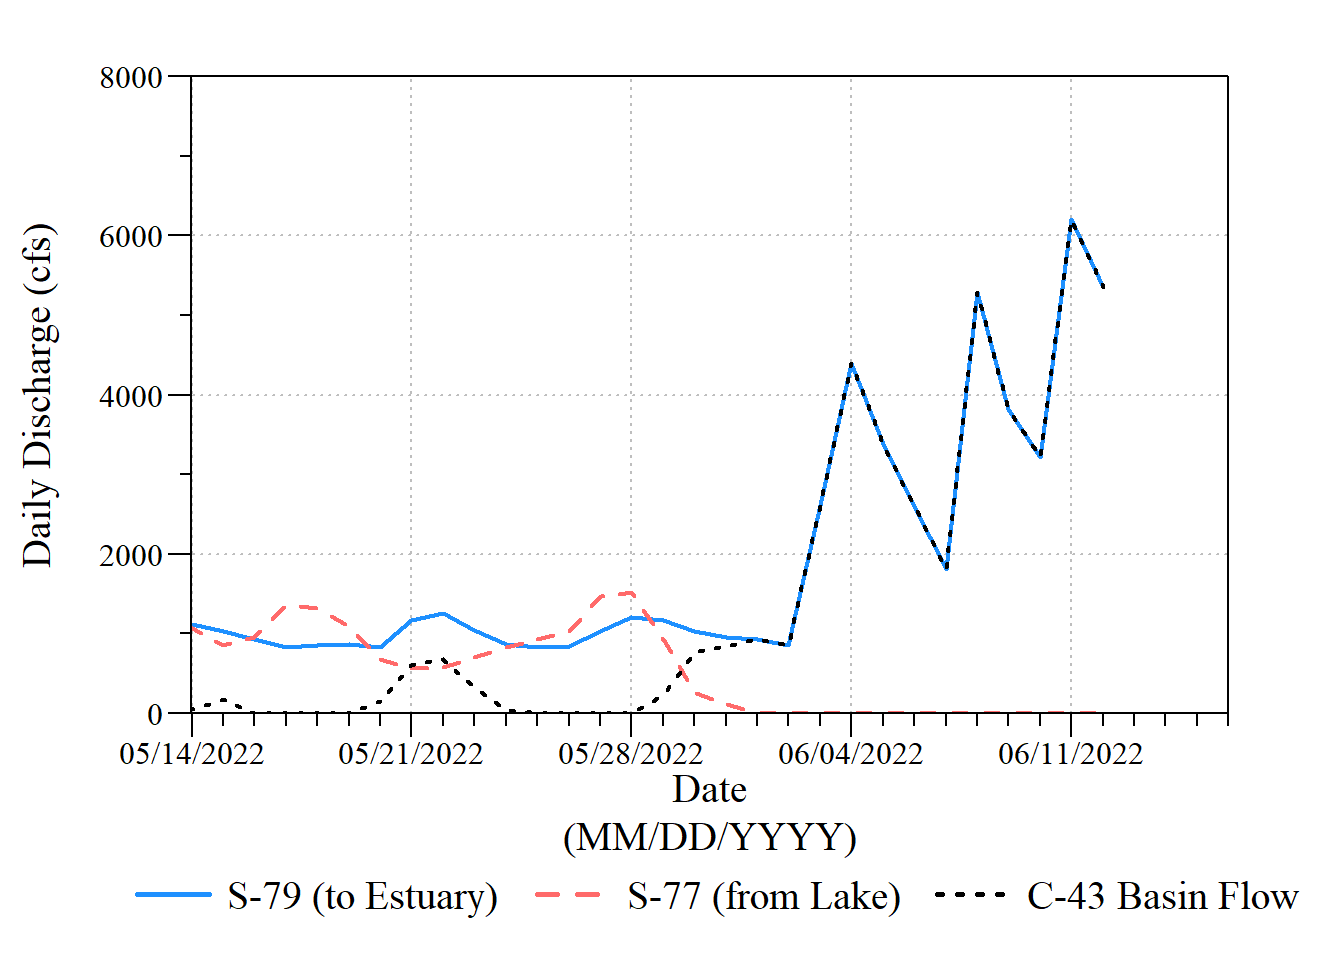 8000
6000
4000
2000
0
Daily Discharge (cfs)
05/14/2022 05/21/2022 05/28/2022 06/04/2022 06/11/2022
Date
(MM/DD/YYYY)
S-79 (to Estuary) S-77 (from Lake) C-43 Basin Flow